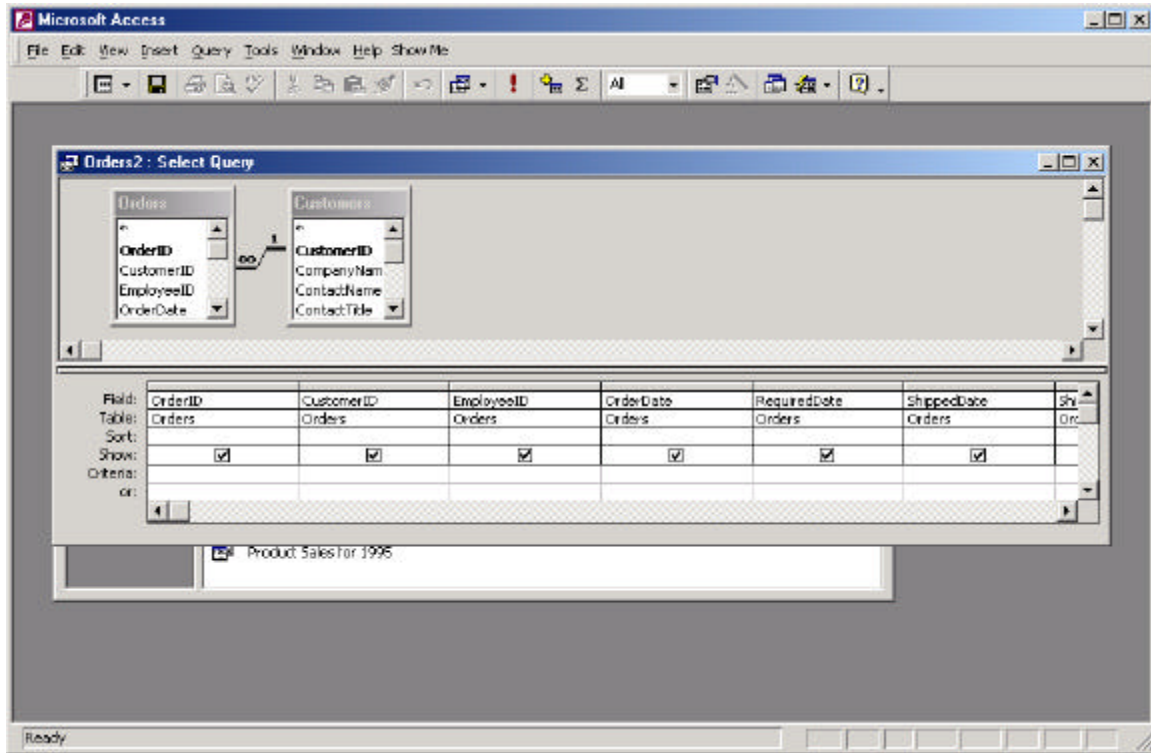 Microsoft Access
File Edit View Insert Query Tools Window Help Show Me
All
Orders2 : Select Query
Orders Customers
*
*
OrderID
CustomerID
EmployeeID
OrderDate
∞ 1
CustomerID
CompanyNam
ContactName
ContactTitle
Field: OrderID CustomerID EmployeeID OrderDate RequiredDate ShippedDate Shi
Table: Orders Orders Orders Orders Orders Orders Orc
Sort:
Show:
Criteria:
or:
Product Sales for 1995
Ready